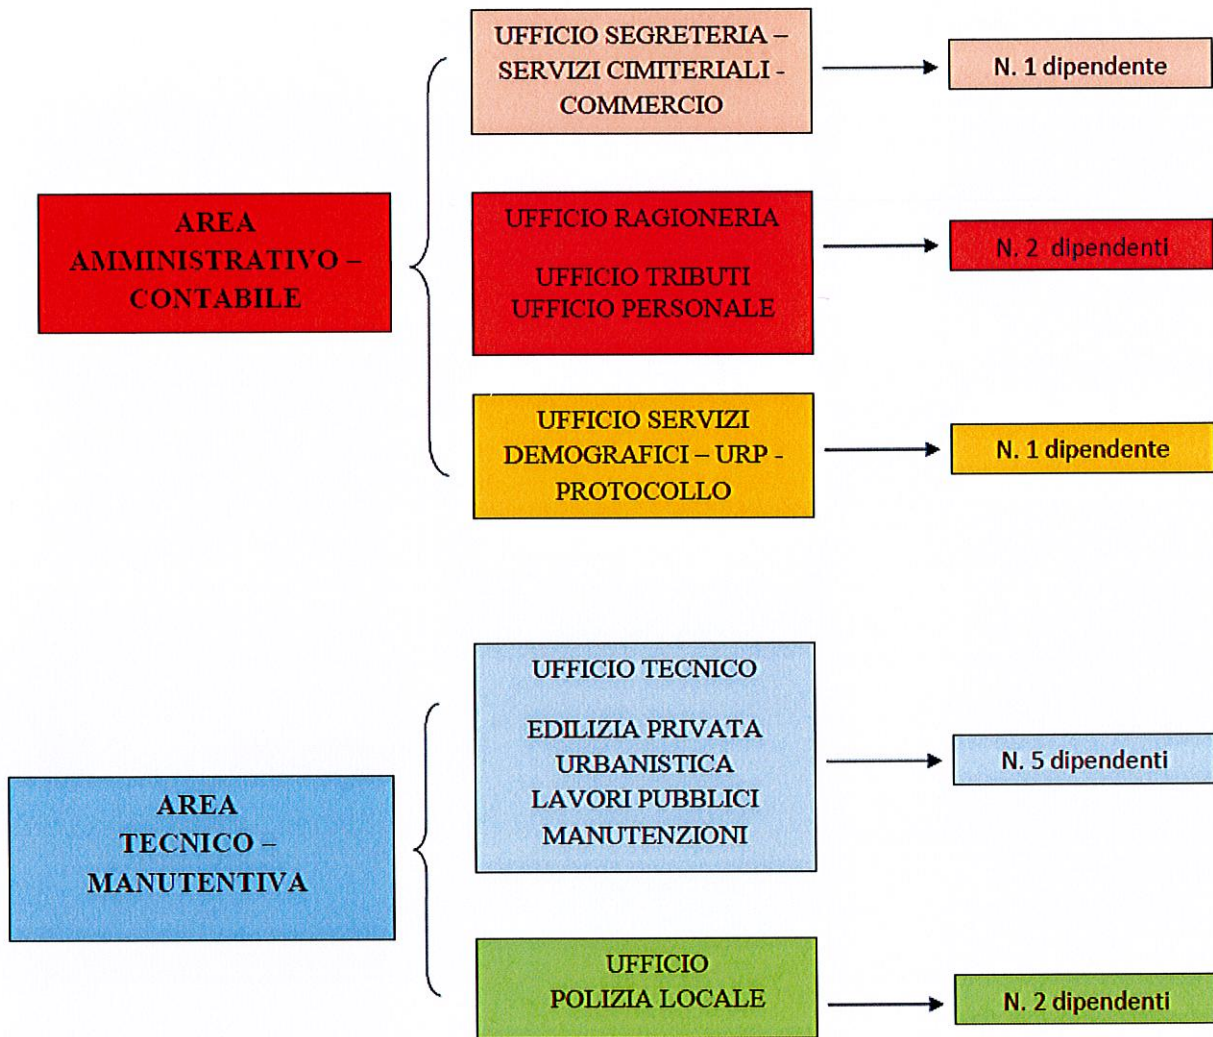 AREA
AMMINISTRATIVO –
CONTABILE
UFFICIO SEGRETERIA –
SERVIZI CIMITERIALI -
COMMERCIO
N. 1 dipendente
UFFICIO RAGIONERIA
UFFICIO TRIBUTI
UFFICIO PERSONALE
N. 2 dipendenti
UFFICIO SERVIZI
DEMOGRAFICI – URP -
PROTOCOLLO
N. 1 dipendente
AREA
TECNICO –
MANUTENTIVA
UFFICIO TECNICO
EDILIZIA PRIVATA
URBANISTICA
LAVORI PUBBLICI
MANUTENZIONI
N. 5 dipendenti
UFFICIO
POLIZIA LOCALE
N. 2 dipendenti